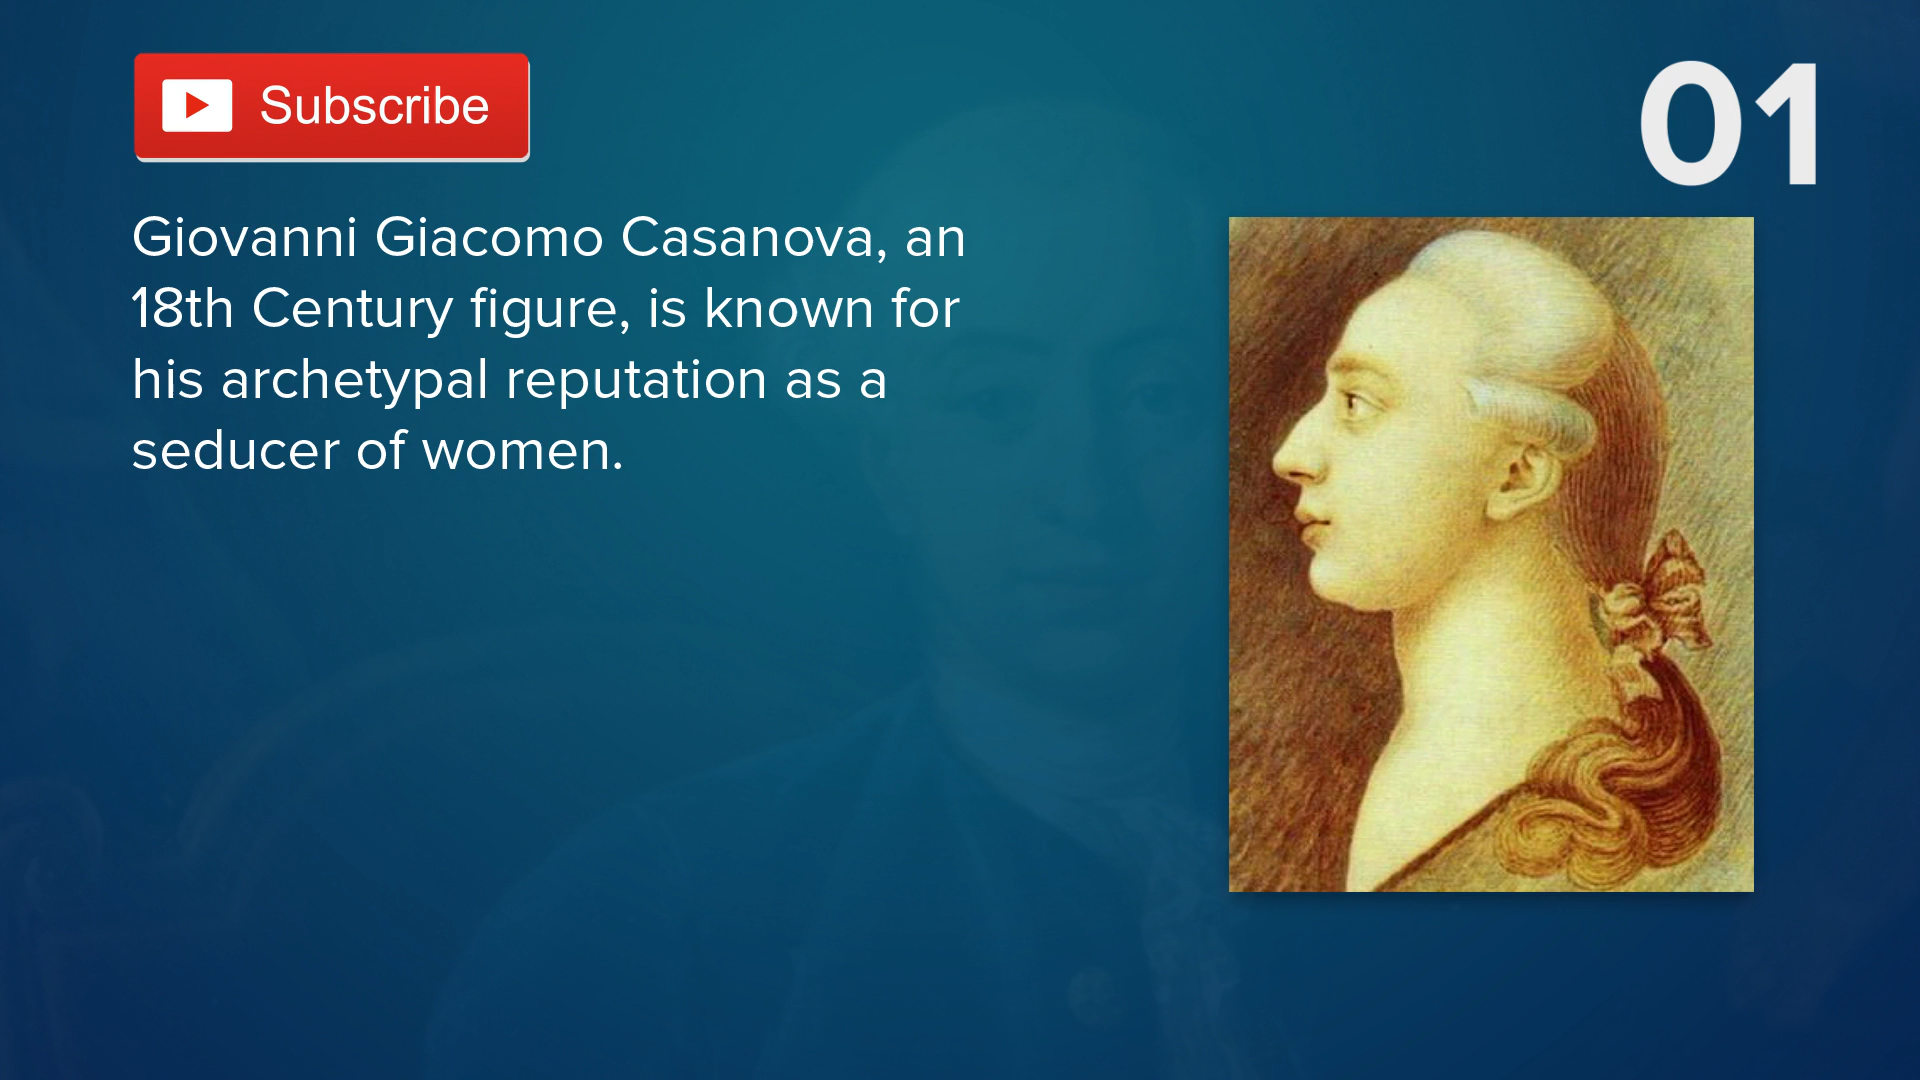 Subscribe
01
Giovanni Giacomo Casanova, an
18th Century figure, is known for
his archetypal reputation as a
seducer of women.